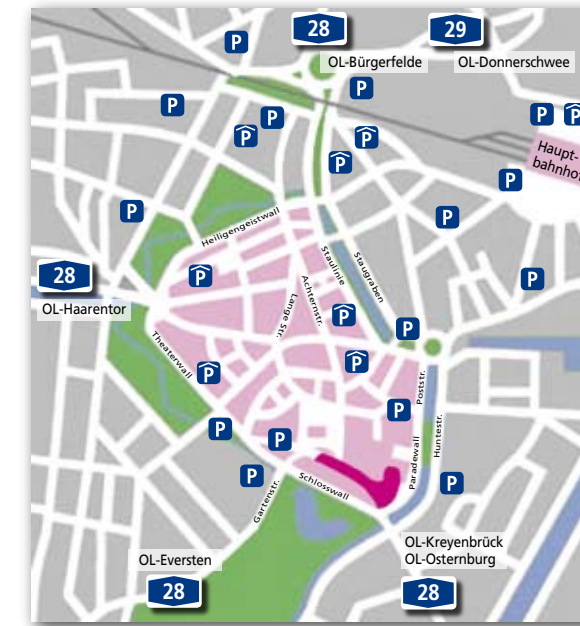 28
29
OL-Bürgerfelde
OL-Donnerschwee
P
P
P
P
P
P
P
P
P
P
Haupt-
bahnhof
P
P
P
Heiligengeistwall
Staulinie
Staugraben
28
OL-Haarentor
P
P
Lange Str.
Achternstr.
P
P
Theaterwall
P
P
Poststr.
P
P
P
Huntestr.
Paradewall
P
P
Schlosswall
Gartenstr.
OL-Kreyenbrück
OL-Osternburg
OL-Eversten
28
28